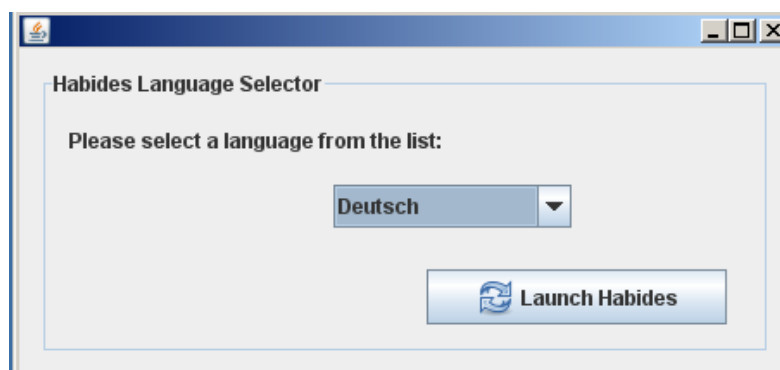 Habides Language Selector
Please select a language from the list:
Deutsch
Launch Habides